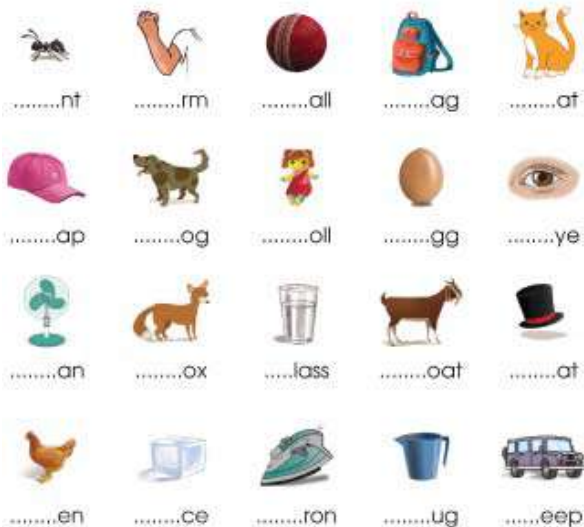 ........nt ........rm ........all ........ag ........at
........ap ........og ........oll ........gg ........ye
........an ........ox .....lass ........oat ........at
........en ........ce ........ron ........ug ........eep